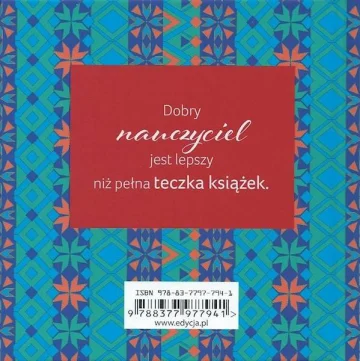 Dobry
nauczyciel
jest lepszy
niż pełna teczka książek.
ISBN 978-83-7797-794-1
9 788377 977941 >
www.edycja.pl